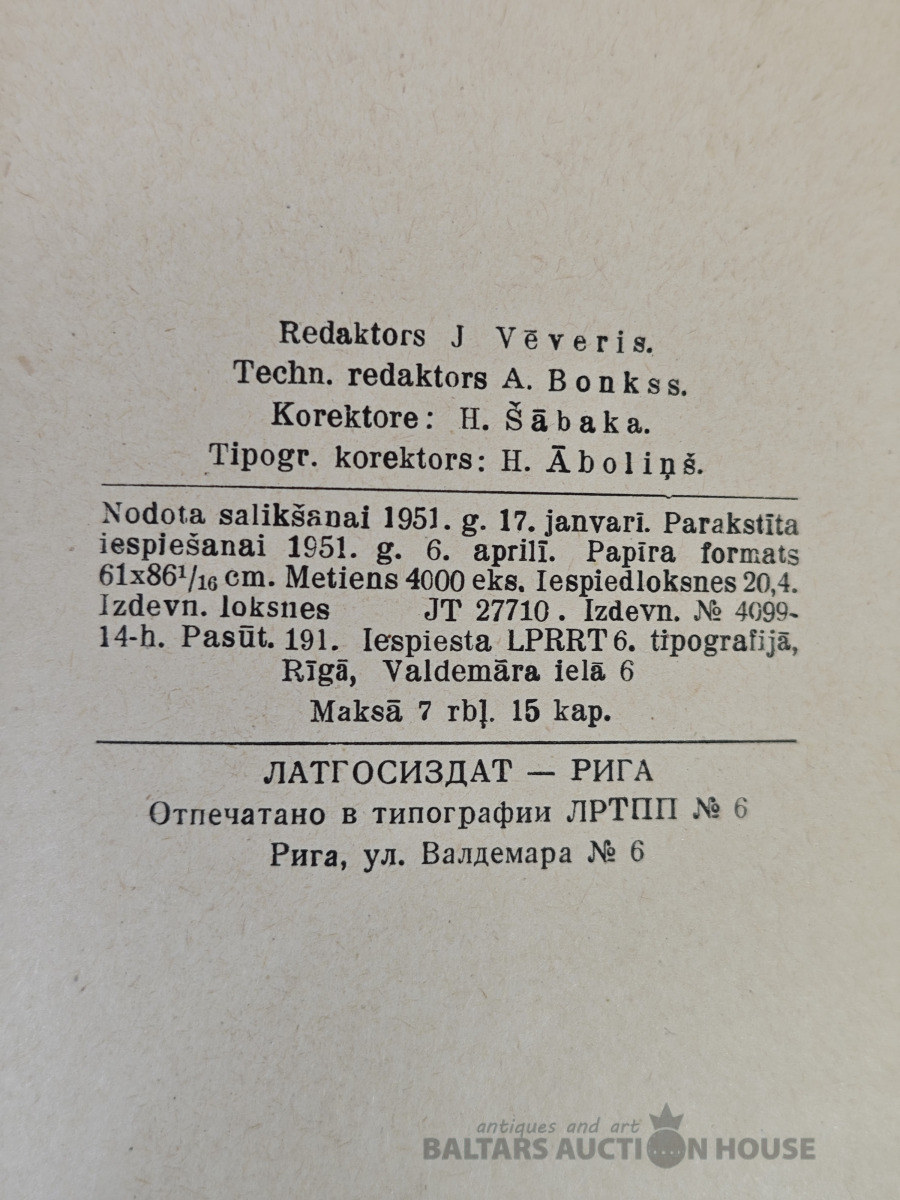 Redaktors J Vēveris.
Techn. redaktors A. Bonkss.
Korektore: H. Šābaka.
Tipogr. korektors: H. Āboliņš.
Nodota salikšanai 1951. g. 17. janvarī. Parakstīta
iespiešanai 1951. g. 6. aprilī. Papīra formats
61x86¹/₁₆ cm. Metiens 4000 eks. Iespiedloksnes 20,4.
Izdevn. loksnes JT 27710. Izdevn. № 4099-
14-h. Pasūt. 191. Iespiesta LPRRT 6. tipografijā,
Rīgā, Valdemāra ielā 6
Maksā 7 rbļ. 15 kap.
ЛАТГОСИЗДАТ — РИГА
Отпечатано в типографии ЛРТПП № 6
Рига, ул. Валдемара № 6
antiques and art
BALTARS AUCTION HOUSE